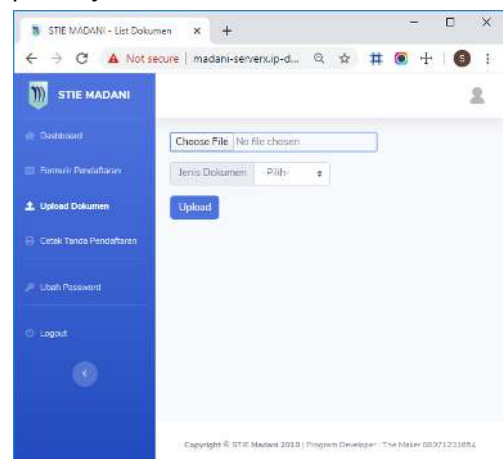 STIE MADANI - List Dokumen
Not secure | madani-serverx.ip-d...
S
STIE MADANI
Dashboard
Choose File No file chosen
Formulir Pendaftaran
Jenis Dokumen -Pilih-
Upload Dokumen
Upload
Cetak Tanda Pendaftaran
Ubah Password
Logout
Copyright © STIE Madani 2019 | Program Developer : The Maker